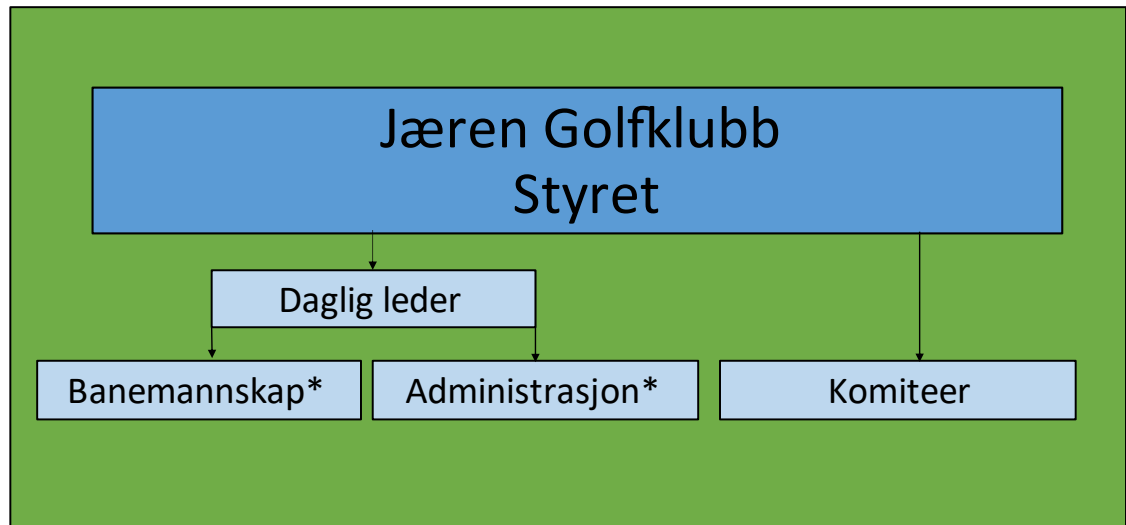 Jæren Golfklubb
Styret
Daglig leder
Banemannskap*
Administrasjon*
Komiteer